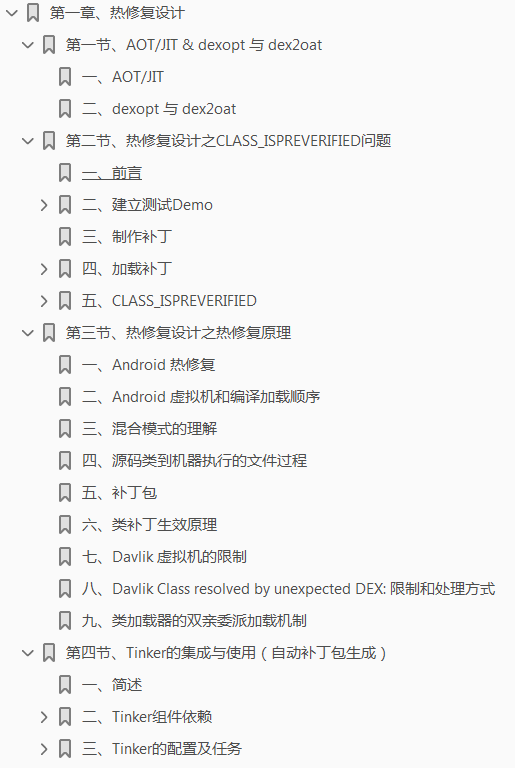 第一章、热修复设计
第一节、AOT/JIT & dexopt 与 dex2oat
一、AOT/JIT
二、dexopt 与 dex2oat
第二节、热修复设计之CLASS_ISPREVERIFIED问题
一、前言
二、建立测试Demo
三、制作补丁
四、加载补丁
五、CLASS_ISPREVERIFIED
第三节、热修复设计之热修复原理
一、Android 热修复
二、Android 虚拟机和编译加载顺序
三、混合模式的理解
四、源码类到机器执行的文件过程
五、补丁包
六、类补丁生效原理
七、Davlik 虚拟机的限制
八、Davlik Class resolved by unexpected DEX: 限制和处理方式
九、类加载器的双亲委派加载机制
第四节、Tinker的集成与使用（自动补丁包生成）
一、简述
二、Tinker组件依赖
三、Tinker的配置及任务